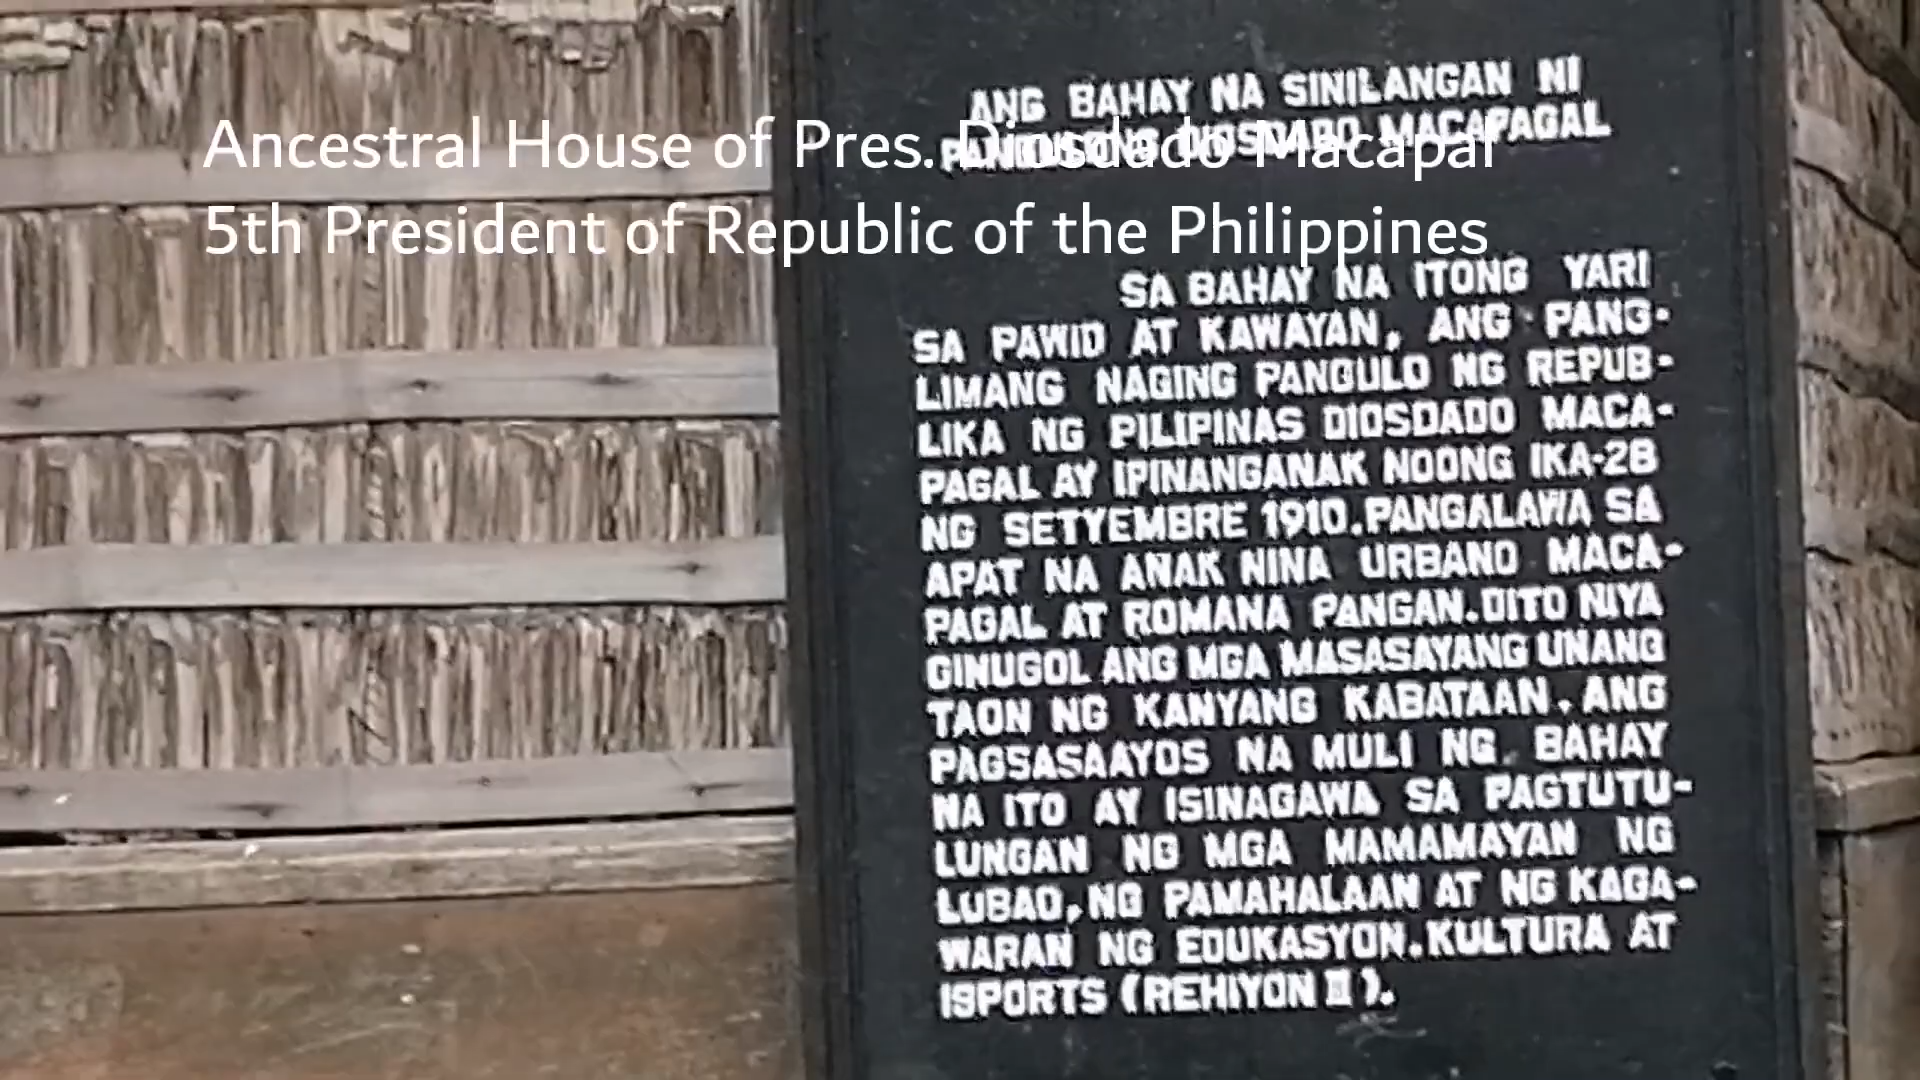 Ancestral House of Pres. Diosdado Macapal
5th President of Republic of the Philippines
ANG BAHAY NA SINILANGAN NI
PANGULONG DIOSDADO MACAPAGAL
SA BAHAY NA ITONG YARI
SA PAWID AT KAWAYAN, ANG PANG-
LIMANG NAGING PANGULO NG REPUB-
LIKA NG PILIPINAS DIOSDADO MACA-
PAGAL AY IPINANGANAK NOONG IKA-28
NG SETYEMBRE 1910.PANGALAWA SA
APAT NA ANAK NINA URBANO MACA-
PAGAL AT ROMANA PANGAN.DITO NIYA
GINUGOL ANG MGA MASASAYANG UNANG
TAON NG KANYANG KABATAAN. ANG
PAGSASAAYOS NA MULI NG BAHAY
NA ITO AY ISINAGAWA SA PAGTUTU-
LUNGAN NG MGA MAMAMAYAN NG
LUBAO, NG PAMAHALAAN AT NG KAGA-
WARAN NG EDUKASYON.KULTURA AT
ISPORTS (REHIYON III).